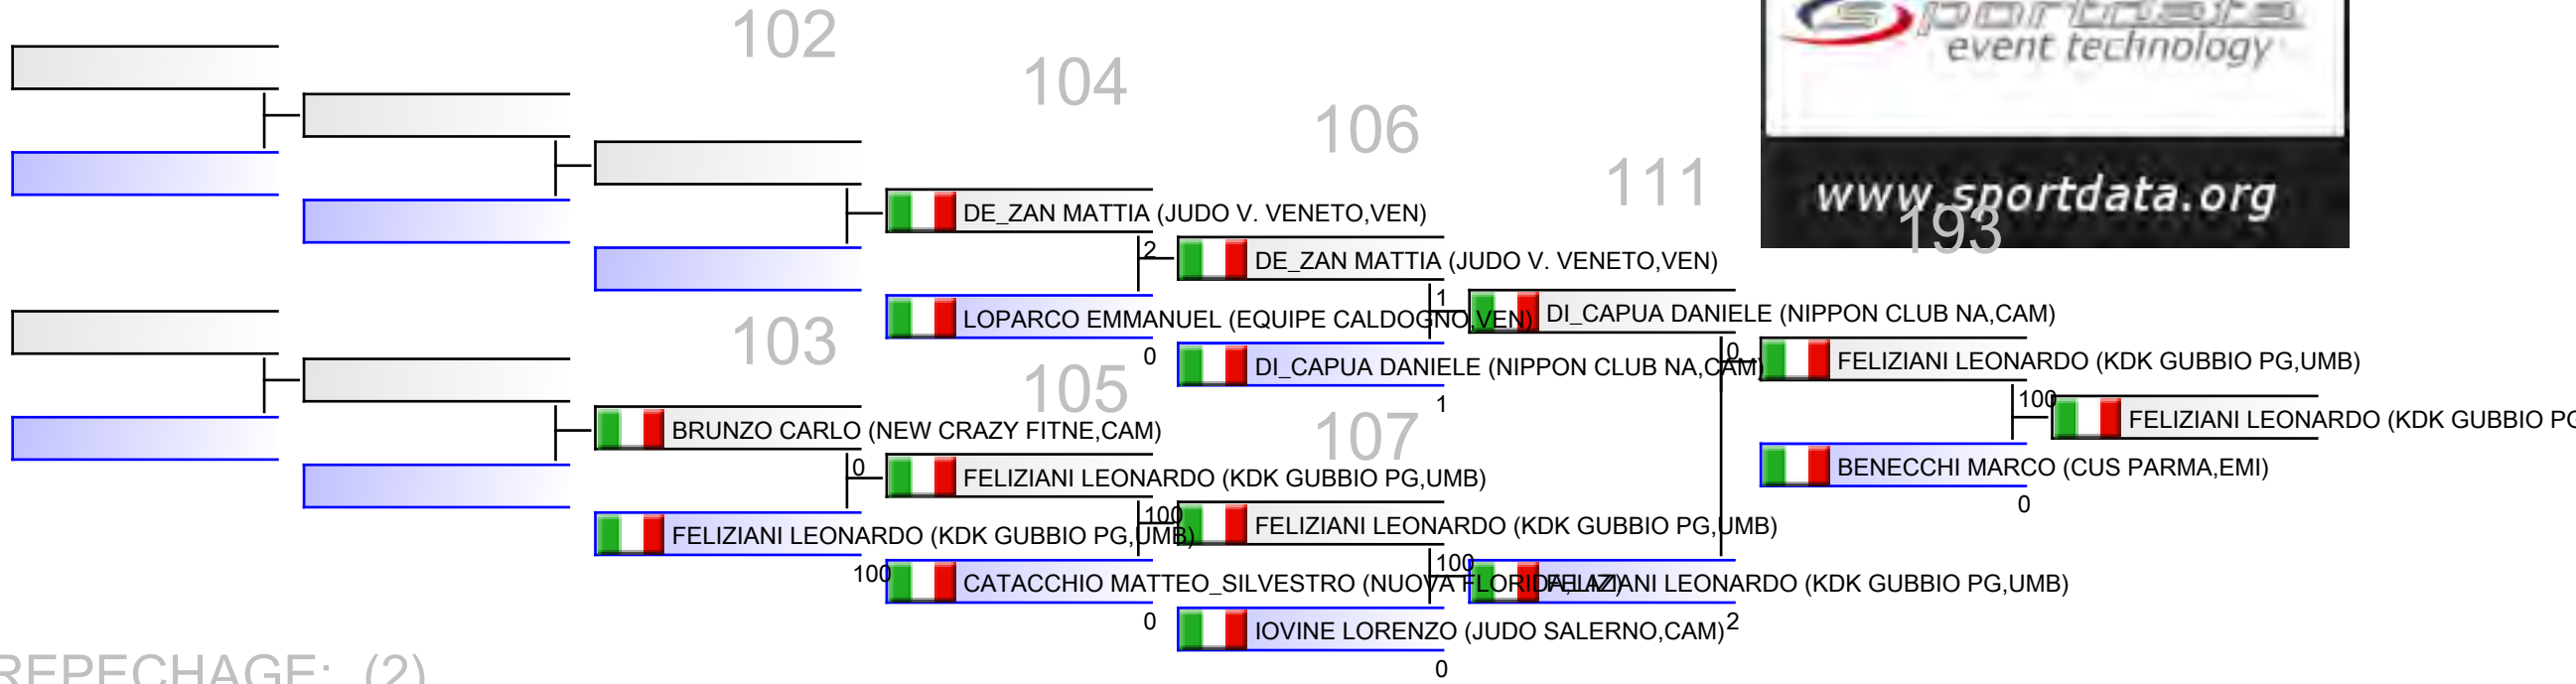 sportdata
event technology
www.sportdata.org
102
104
106
111
193
DE_ZAN MATTIA (JUDO V. VENETO,VEN)
2
DE_ZAN MATTIA (JUDO V. VENETO,VEN)
1
LOPARCO EMMANUEL (EQUIPE CALDOGNO,VEN)
0
DI_CAPUA DANIELE (NIPPON CLUB NA,CAM)
0
DI_CAPUA DANIELE (NIPPON CLUB NA,CAM)
1
FELIZIANI LEONARDO (KDK GUBBIO PG,UMB)
100
FELIZIANI LEONARDO (KDK GUBBIO PG
BENECCHI MARCO (CUS PARMA,EMI)
0
103
105
107
BRUNZO CARLO (NEW CRAZY FITNE,CAM)
0
FELIZIANI LEONARDO (KDK GUBBIO PG,UMB)
100
FELIZIANI LEONARDO (KDK GUBBIO PG,UMB)
100
FELIZIANI LEONARDO (KDK GUBBIO PG,UMB)
100
CATACCHIO MATTEO_SILVESTRO (NUOVA FLORIDA,LAZ)
0
FELIZIANI LEONARDO (KDK GUBBIO PG,UMB)
2
IOVINE LORENZO (JUDO SALERNO,CAM)
0
REPECHAGE: (2)